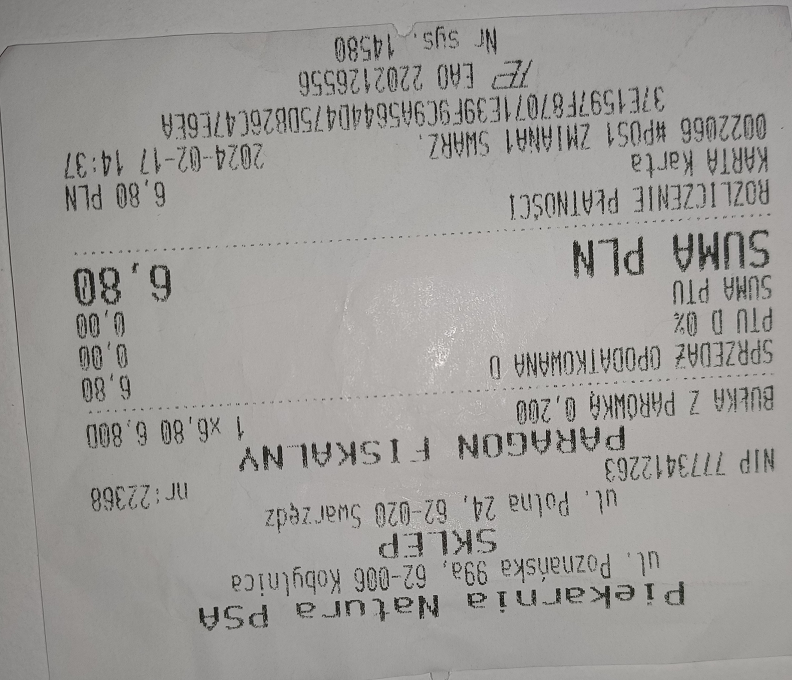 Piekarnia Natura PSA
ul. Poznańska 99a, 62-006 Kobylnica
SKLEP
ul. Polna 24, 62-020 Swarzędz
NIP 7773412263 nr:22368
PARAGON FISKALNY
BUŁKA Z PARÓWKĄ 0,200 1 x6,80 6,80D
SPRZEDAŻ OPODATKOWANA D 6,80
PTU D 0% 0,00
SUMA PTU 0,00
SUMA PLN 6,80
ROZLICZENIE PŁATNOŚCI
KARTA Karta 6,80 PLN
0022066 #POS1 ZMIANA1 SWARZ. 2024-02-17 14:37
37E1597F87071E39F9C9A5644D475DB26C47E6EA
EAO 2202126556
Nr sys. 14580